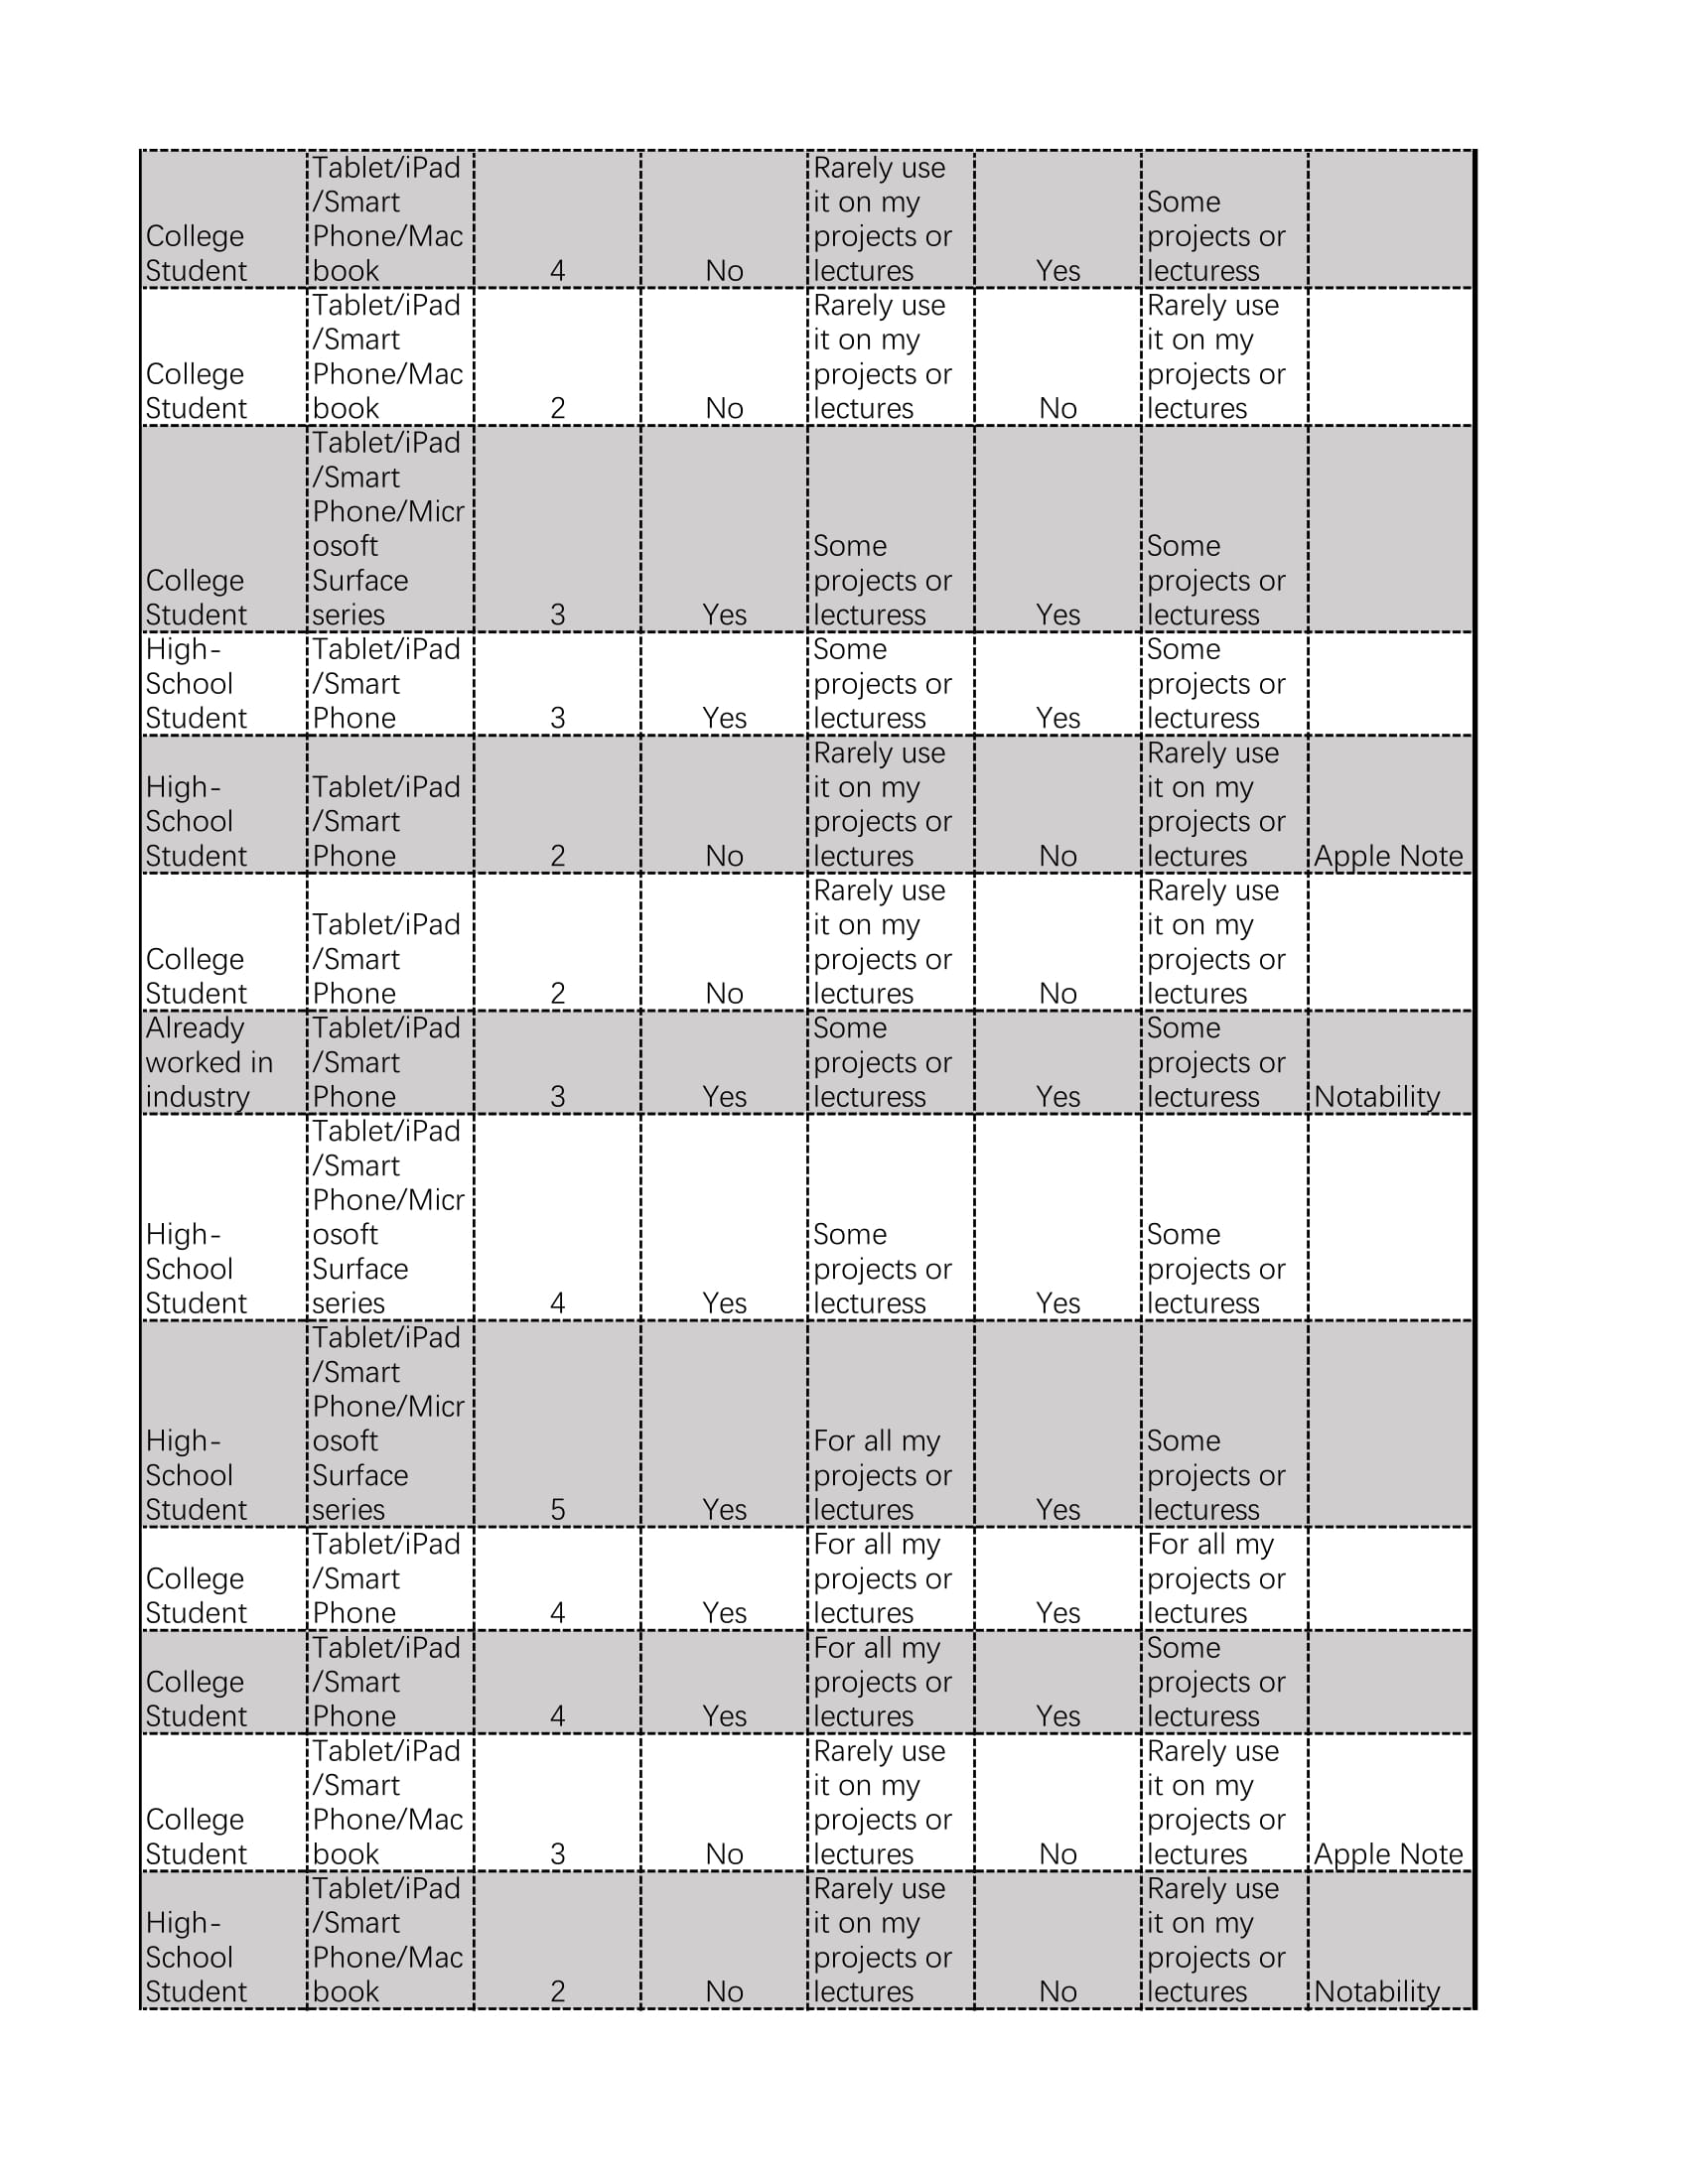 College
Student
Tablet/iPad
/Smart
Phone/Mac
book
4
No
Rarely use
it on my
projects or
lectures
Yes
Some
projects or
lecturess
College
Student
Tablet/iPad
/Smart
Phone/Mac
book
2
No
Rarely use
it on my
projects or
lectures
No
Rarely use
it on my
projects or
lectures
College
Student
Tablet/iPad
/Smart
Phone/Micr
osoft
Surface
series
3
Yes
Some
projects or
lecturess
Yes
Some
projects or
lecturess
High-
School
Student
Tablet/iPad
/Smart
Phone
3
Yes
Some
projects or
lecturess
Yes
Some
projects or
lecturess
High-
School
Student
Tablet/iPad
/Smart
Phone
2
No
Rarely use
it on my
projects or
lectures
No
Rarely use
it on my
projects or
lectures
Apple Note
College
Student
Tablet/iPad
/Smart
Phone
2
No
Rarely use
it on my
projects or
lectures
No
Rarely use
it on my
projects or
lectures
Already
worked in
industry
Tablet/iPad
/Smart
Phone
3
Yes
Some
projects or
lecturess
Yes
Some
projects or
lecturess
Notability
High-
School
Student
Tablet/iPad
/Smart
Phone/Micr
osoft
Surface
series
4
Yes
Some
projects or
lecturess
Yes
Some
projects or
lecturess
High-
School
Student
Tablet/iPad
/Smart
Phone/Micr
osoft
Surface
series
5
Yes
For all my
projects or
lectures
Yes
Some
projects or
lecturess
College
Student
Tablet/iPad
/Smart
Phone
4
Yes
For all my
projects or
lectures
Yes
For all my
projects or
lectures
College
Student
Tablet/iPad
/Smart
Phone
4
Yes
For all my
projects or
lectures
Yes
Some
projects or
lecturess
College
Student
Tablet/iPad
/Smart
Phone/Mac
book
3
No
Rarely use
it on my
projects or
lectures
No
Rarely use
it on my
projects or
lectures
Apple Note
High-
School
Student
Tablet/iPad
/Smart
Phone/Mac
book
2
No
Rarely use
it on my
projects or
lectures
No
Rarely use
it on my
projects or
lectures
Notability